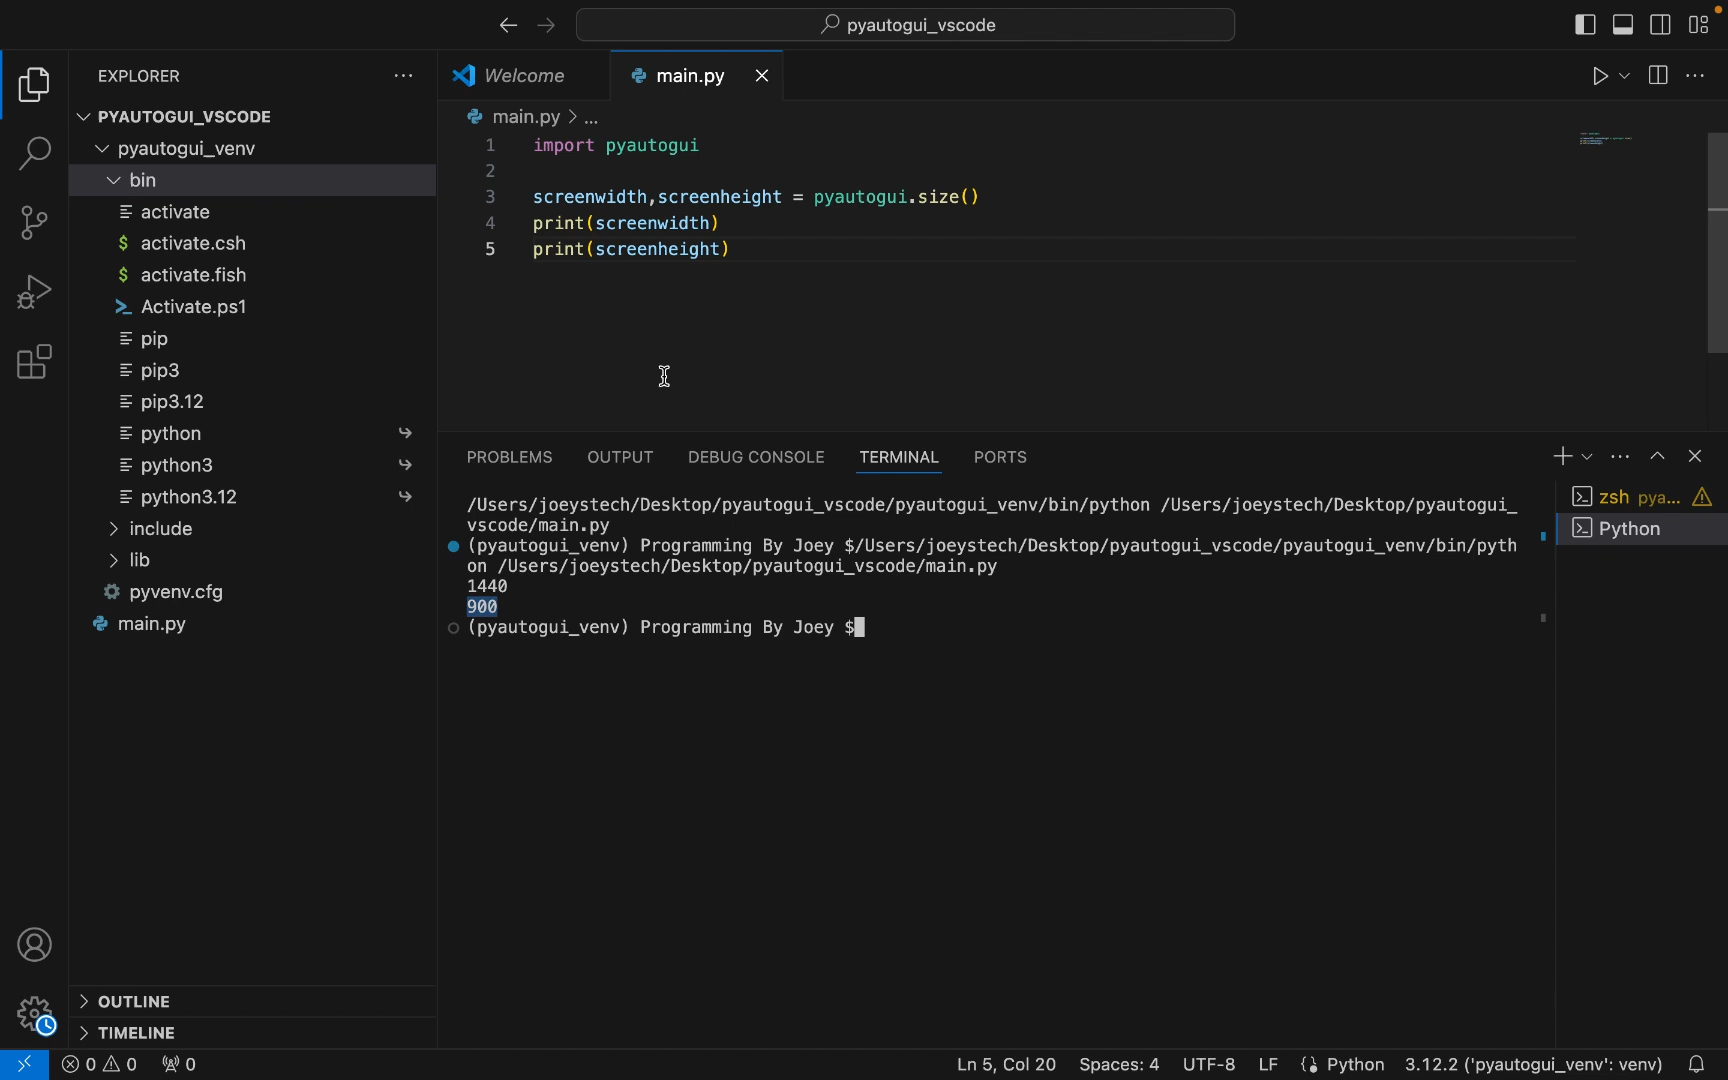 pyautogui_vscode
EXPLORER
PYAUTOGUI_VSCODE
pyautogui_venv
bin
activate
$ activate.csh
$ activate.fish
Activate.ps1
pip
pip3
pip3.12
python
python3
python3.12
include
lib
pyvenv.cfg
main.py
OUTLINE
TIMELINE
Welcome
main.py
main.py > ...
1 import pyautogui
2
3 screenwidth,screenheight = pyautogui.size()
4 print(screenwidth)
5 print(screenheight)
PROBLEMS OUTPUT DEBUG CONSOLE TERMINAL PORTS
/Users/joeystech/Desktop/pyautogui_vscode/pyautogui_venv/bin/python /Users/joeystech/Desktop/pyautogui_
vscode/main.py
(pyautogui_venv) Programming By Joey $/Users/joeystech/Desktop/pyautogui_vscode/pyautogui_venv/bin/pyth
on /Users/joeystech/Desktop/pyautogui_vscode/main.py
1440
900
(pyautogui_venv) Programming By Joey $
zsh pya...
Python
0 0 0 Ln 5, Col 20 Spaces: 4 UTF-8 LF Python 3.12.2 ('pyautogui_venv': venv)